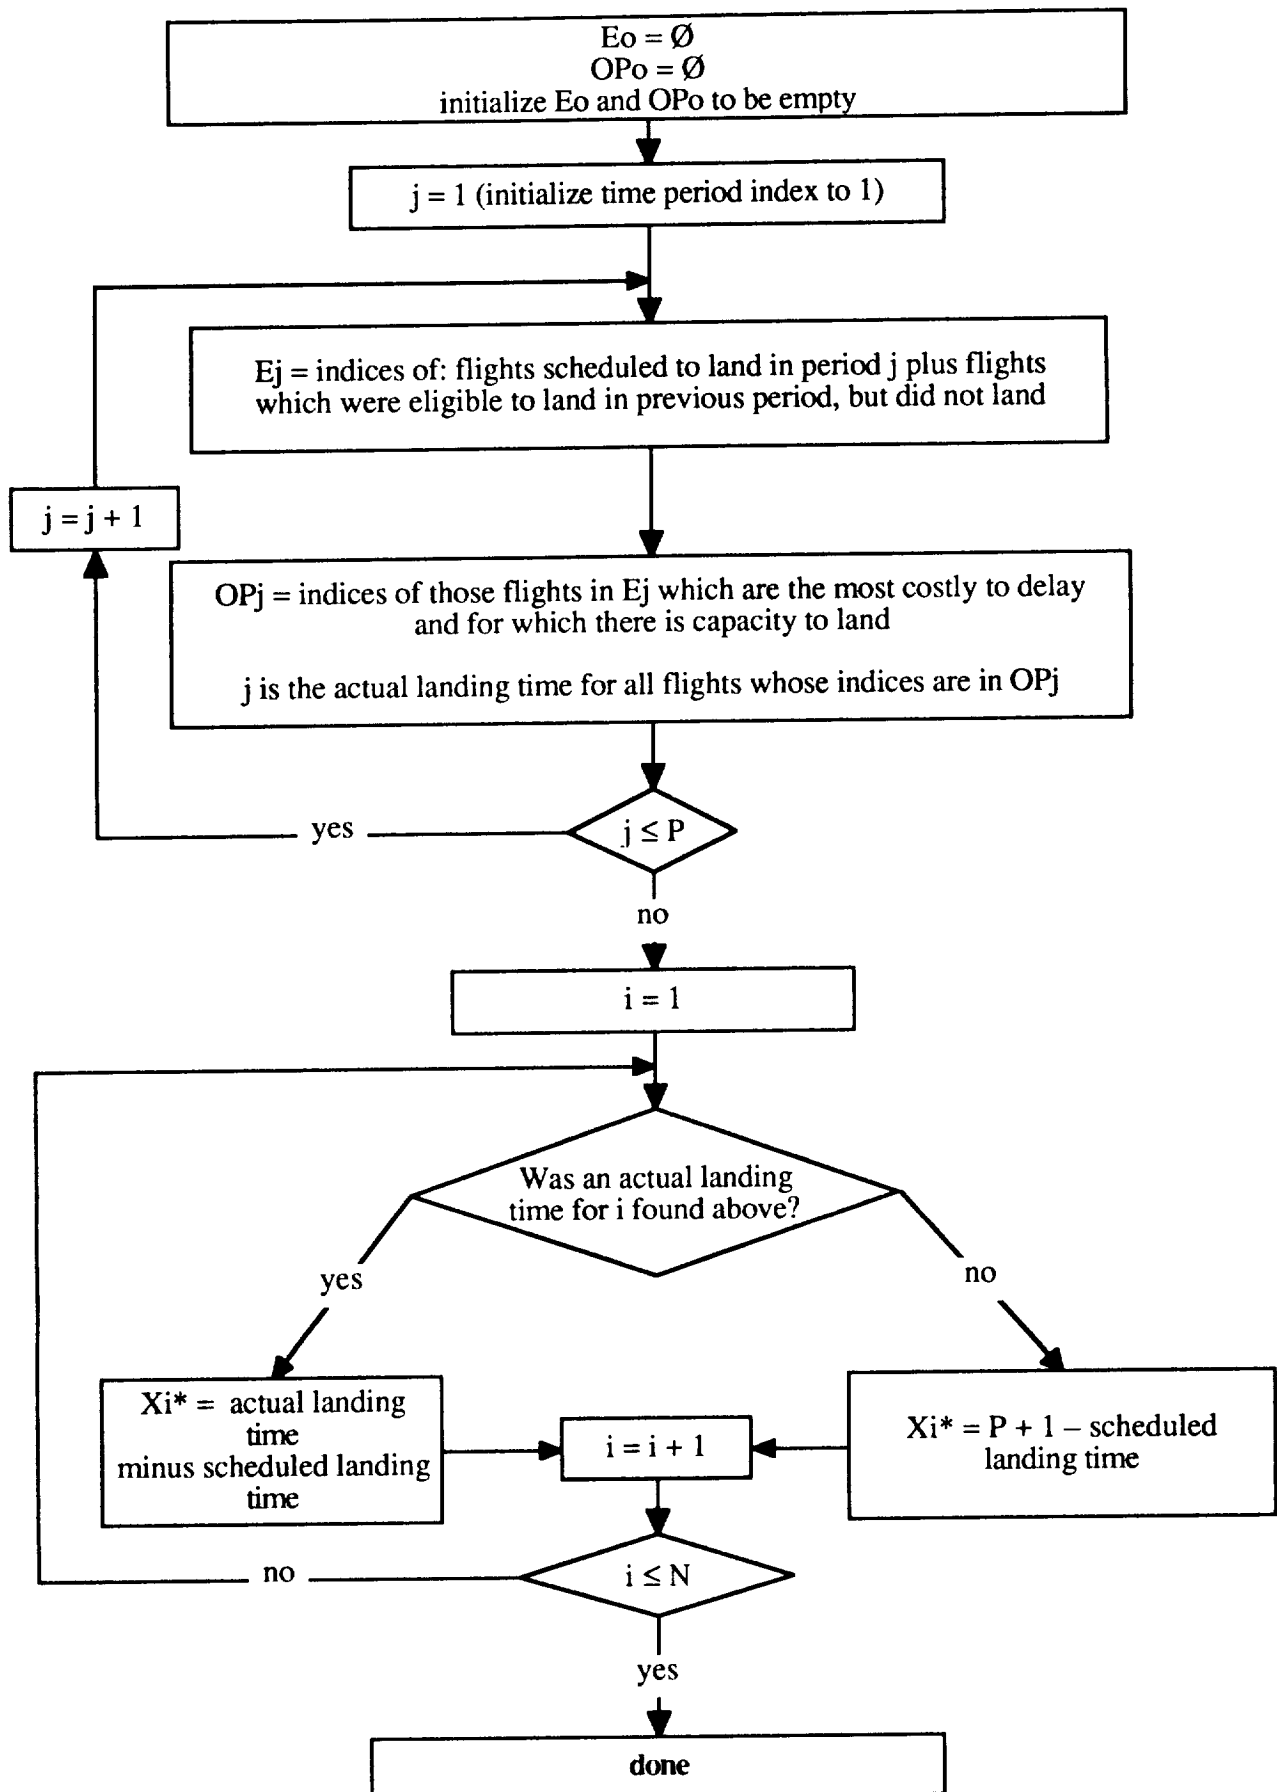 Eo = Ø
OPo = Ø
initialize Eo and OPo to be empty
j = 1 (initialize time period index to 1)
Ej = indices of: flights scheduled to land in period j plus flights
which were eligible to land in previous period, but did not land
j = j + 1
OPj = indices of those flights in Ej which are the most costly to delay
and for which there is capacity to land
j is the actual landing time for all flights whose indices are in OPj
j ≤ P
yes
no
i = 1
Was an actual landing
time for i found above?
yes
no
Xi* = actual landing
time
minus scheduled landing
time
i = i + 1
Xi* = P + 1 – scheduled
landing time
i ≤ N
no
yes
done